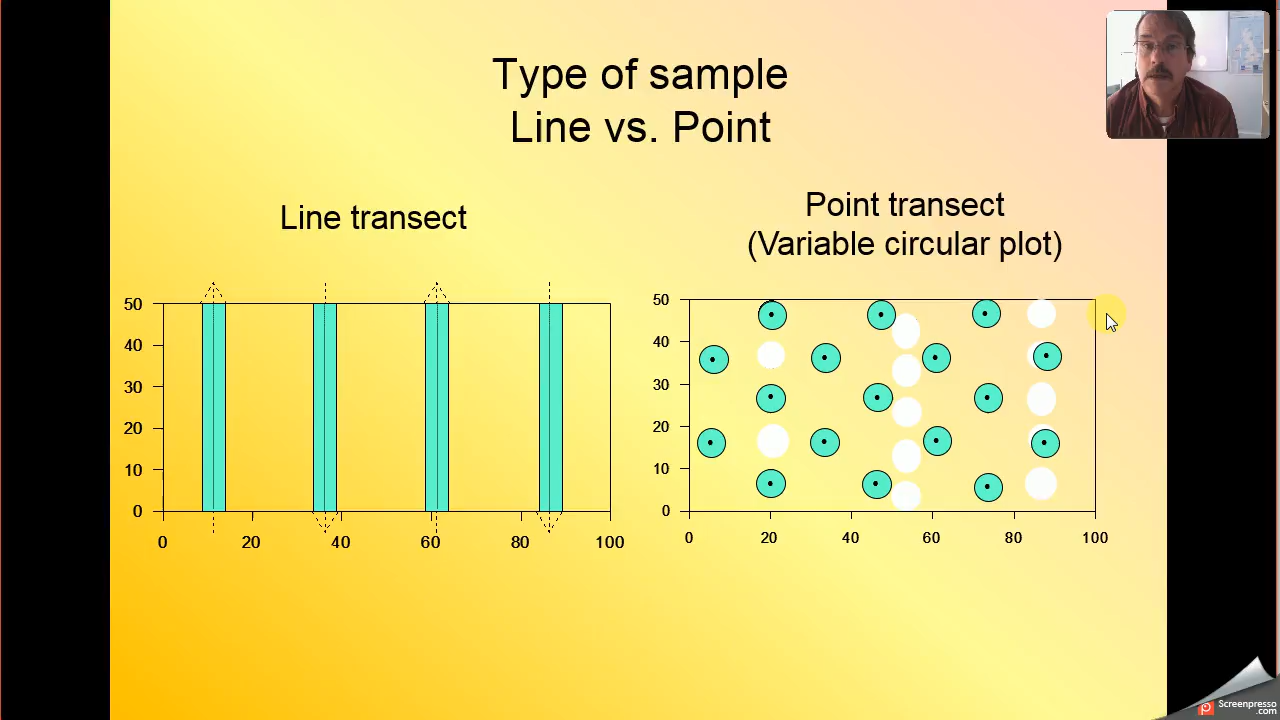 Type of sample
Line vs. Point
Line transect
Point transect
(Variable circular plot)
50
40
30
20
10
0
0 20 40 60 80 100
50
40
30
20
10
0
0 20 40 60 80 100
Screenpresso
.com